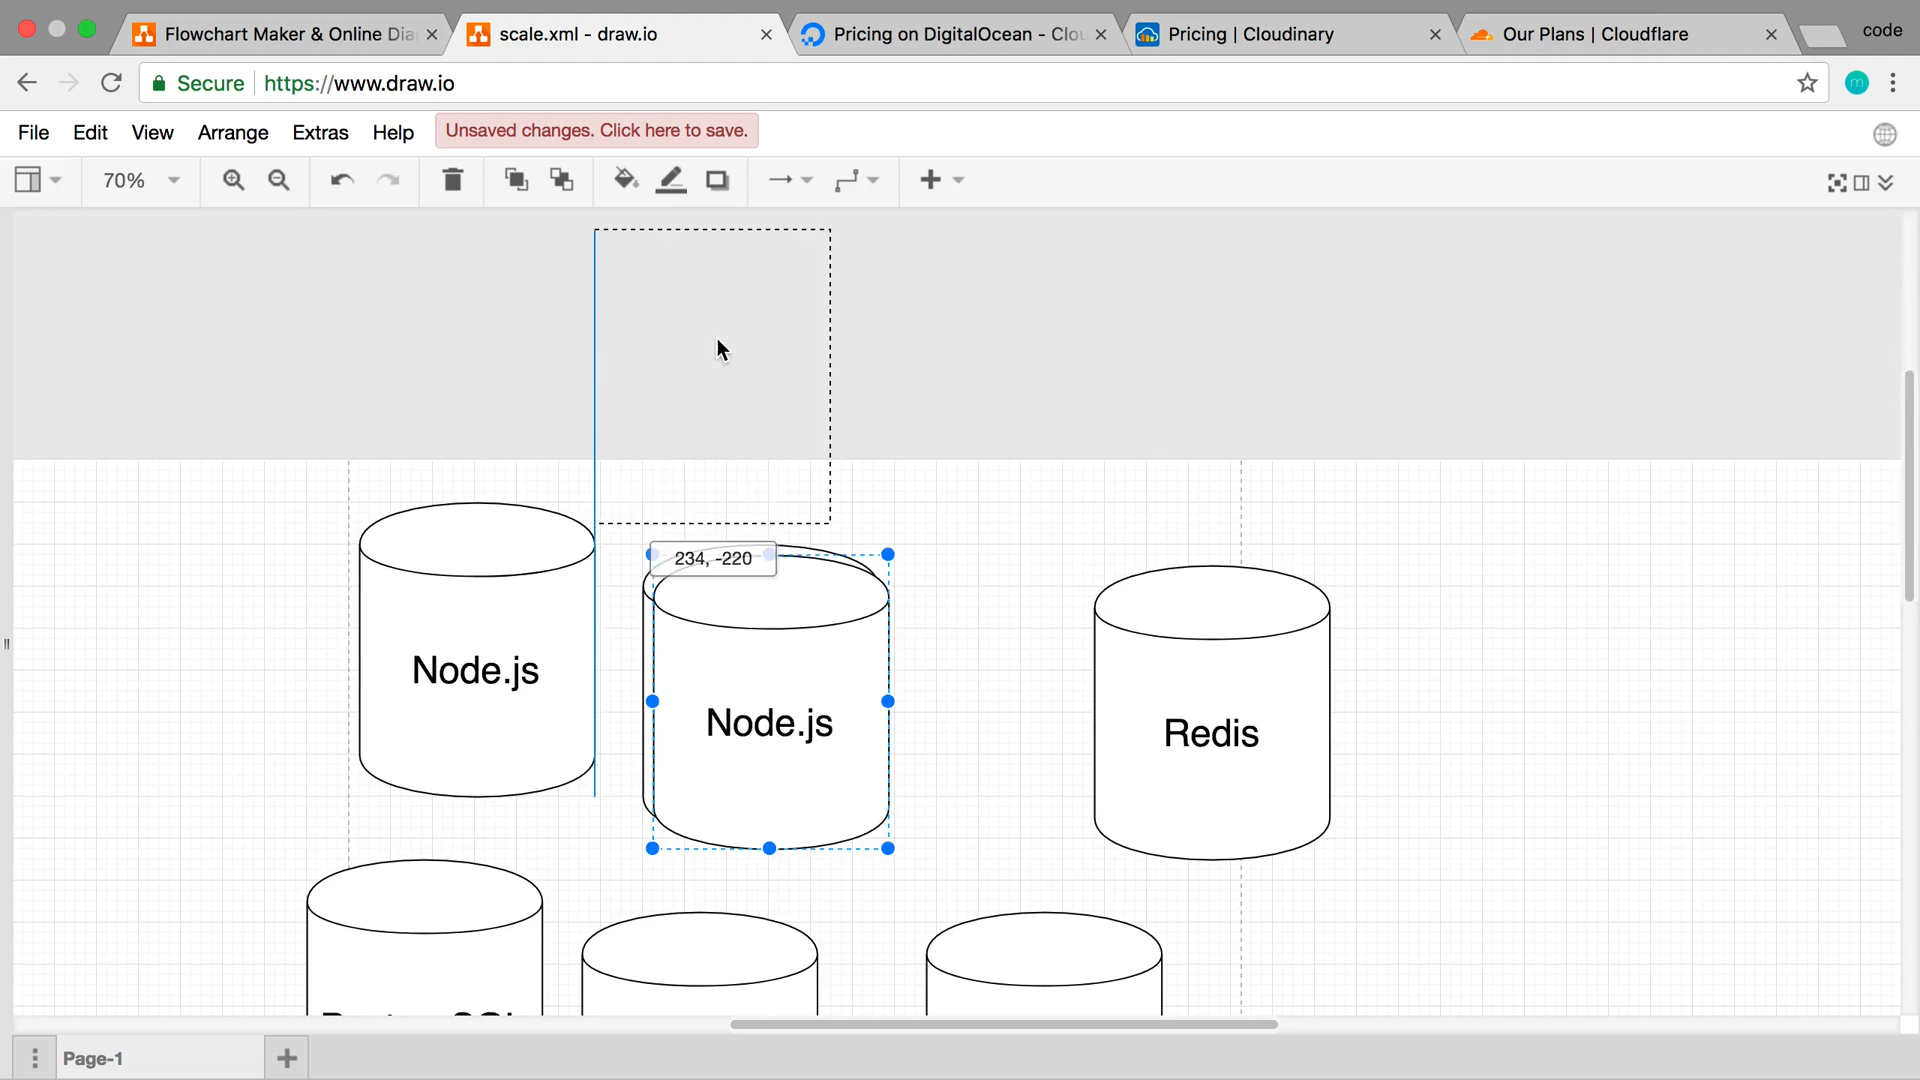 Flowchart Maker & Online Dia
scale.xml - draw.io
Pricing on DigitalOcean - Clou
Pricing | Cloudinary
Our Plans | Cloudflare
code
Secure
https://www.draw.io
m
File
Edit
View
Arrange
Extras
Help
Unsaved changes. Click here to save.
70%
234, -220
Node.js
Node.js
Redis
Page-1